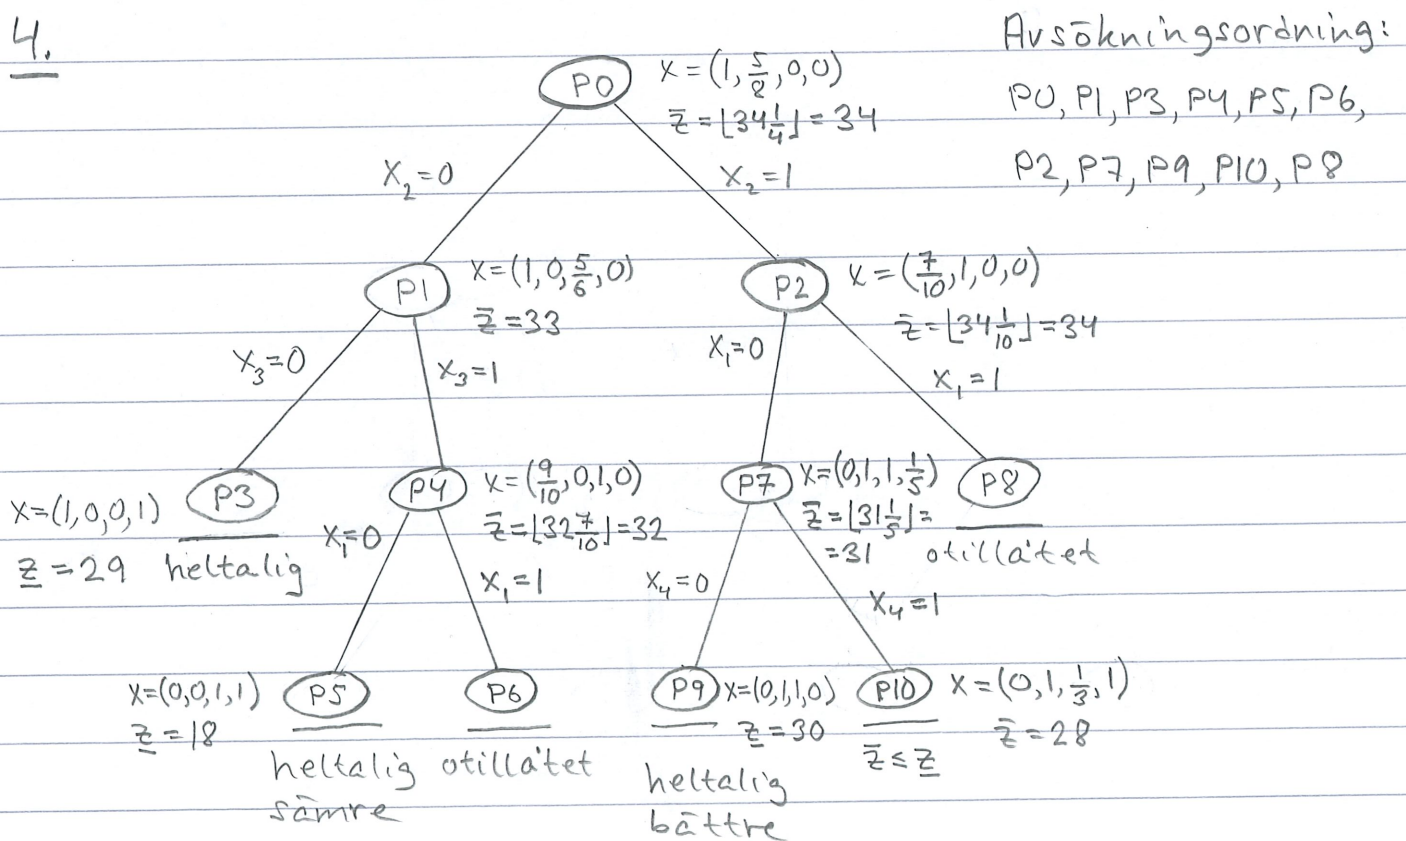 4.
Avsökningsordning:
P0, P1, P3, P4, P5, P6,
P2, P7, P9, P10, P8
P0
x = (1, 5/8, 0, 0)
z̄ = ⌊34 1/4⌋ = 34
x₂=0
x₂=1
P1
x=(1, 0, 5/6, 0)
z̄ = 33
P2
x = (7/10, 1, 0, 0)
z̄ = ⌊34 1/10⌋ = 34
x₃=0
x₃=1
x₁=0
x₁=1
x=(1, 0, 0, 1)
z̲ = 29
P3
heltalig
P4
x = (9/10, 0, 1, 0)
z̄ = ⌊32 7/10⌋ = 32
P7
x=(0, 1, 1, 1/5)
z̄ = ⌊31 1/5⌋ =
=31
P8
otillåtet
x₁=0
x₁=1
x₄=0
x₄=1
x=(0,0,1,1)
z̲ = 18
P5
heltalig
sämre
P6
otillåtet
P9
x=(0,1,1,0)
z̲ = 30
heltalig
bättre
P10
z̄ ≤ z̲
x = (0, 1, 1/3, 1)
z̄ = 28